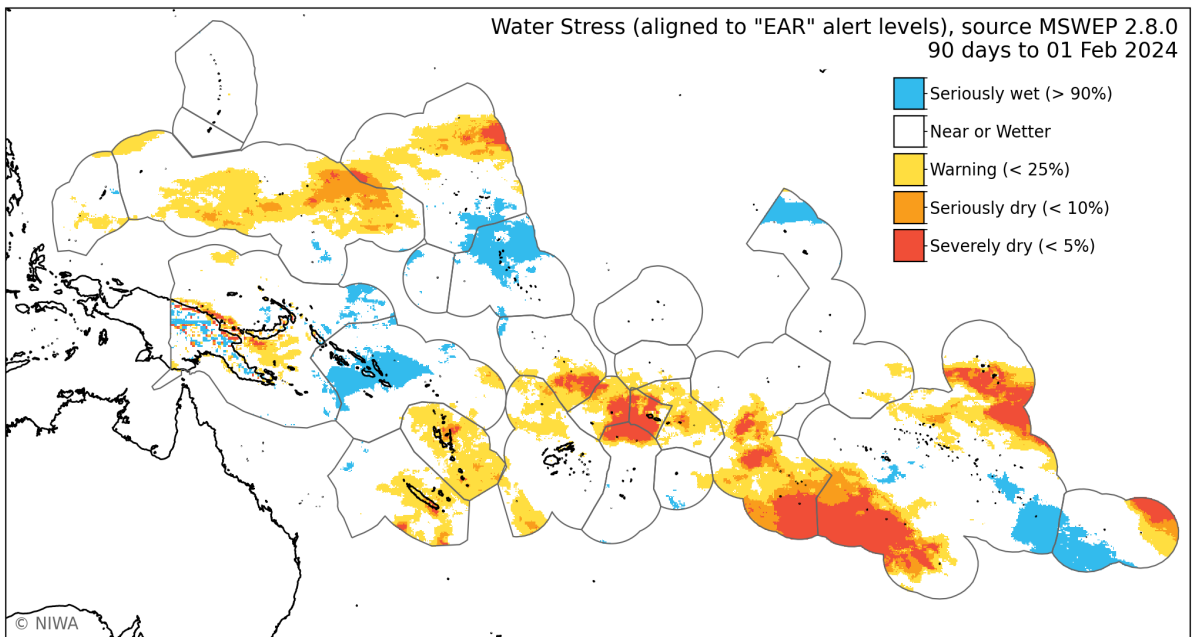 Water Stress (aligned to "EAR" alert levels), source MSWEP 2.8.0
90 days to 01 Feb 2024
Seriously wet (> 90%)
Near or Wetter
Warning (< 25%)
Seriously dry (< 10%)
Severely dry (< 5%)
© NIWA